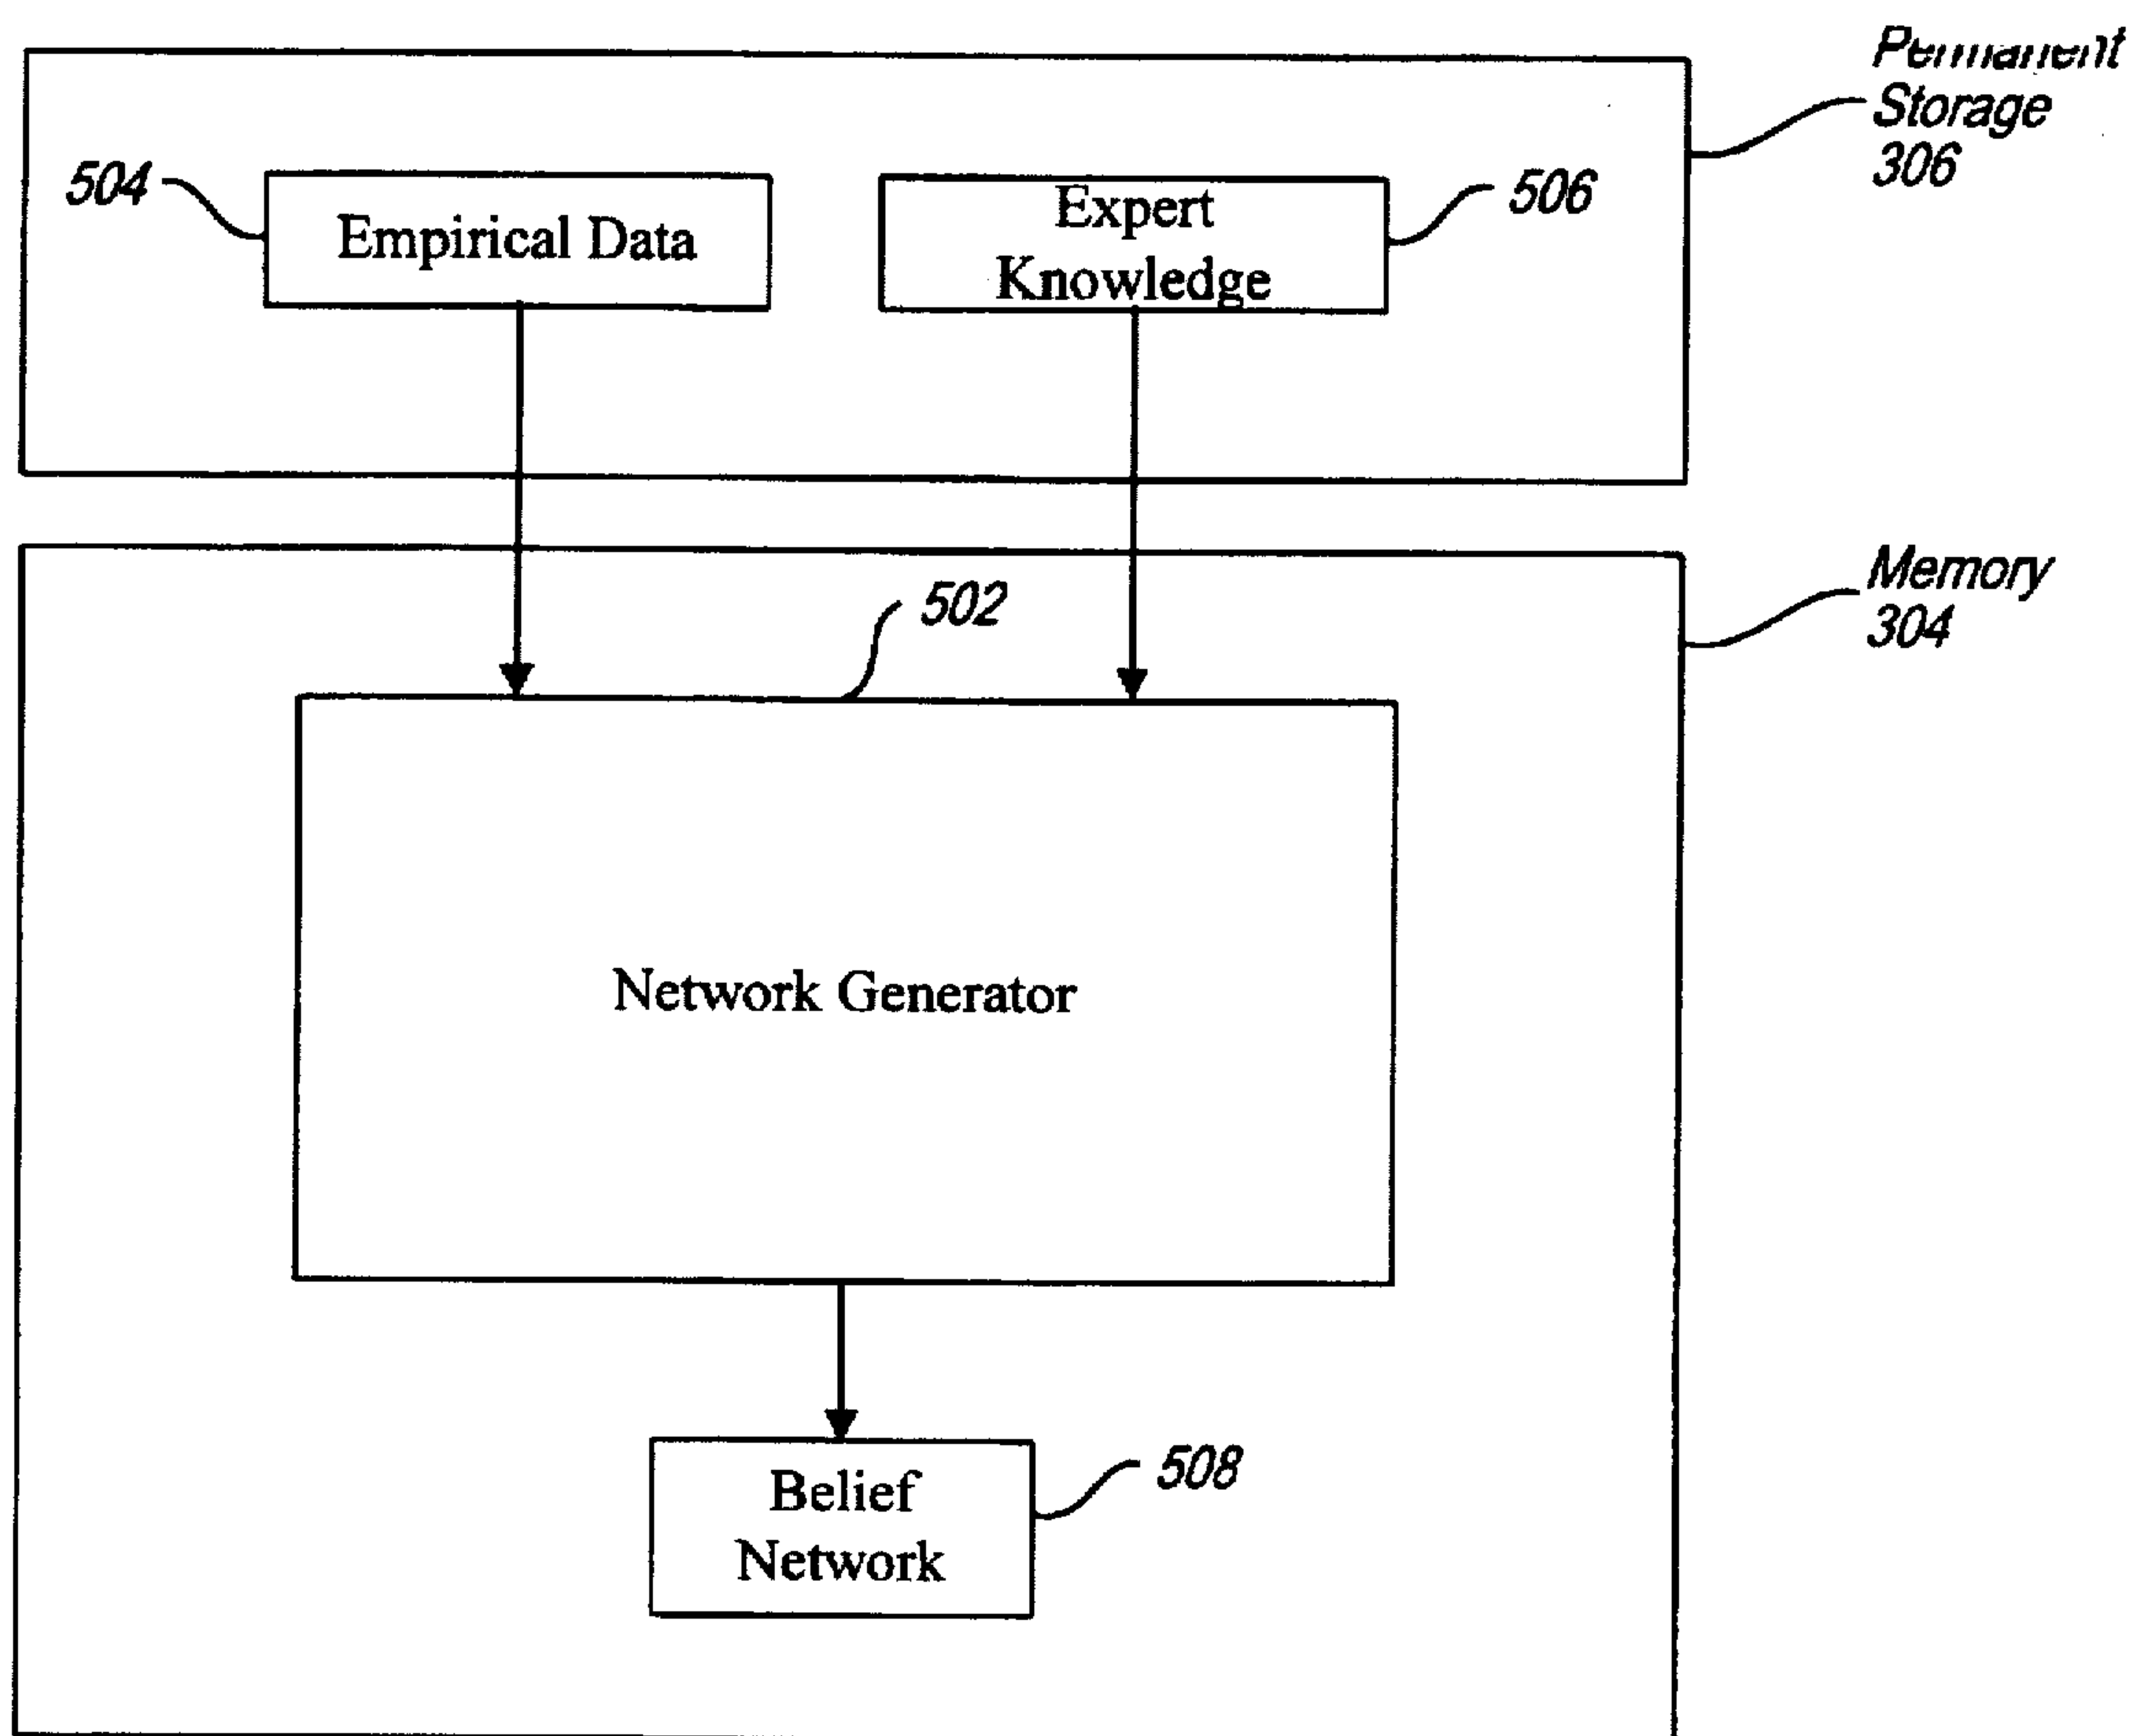 Permanent
Storage
306
504
Empirical Data
Expert
Knowledge
506
Memory
304
502
Network Generator
Belief
Network
508